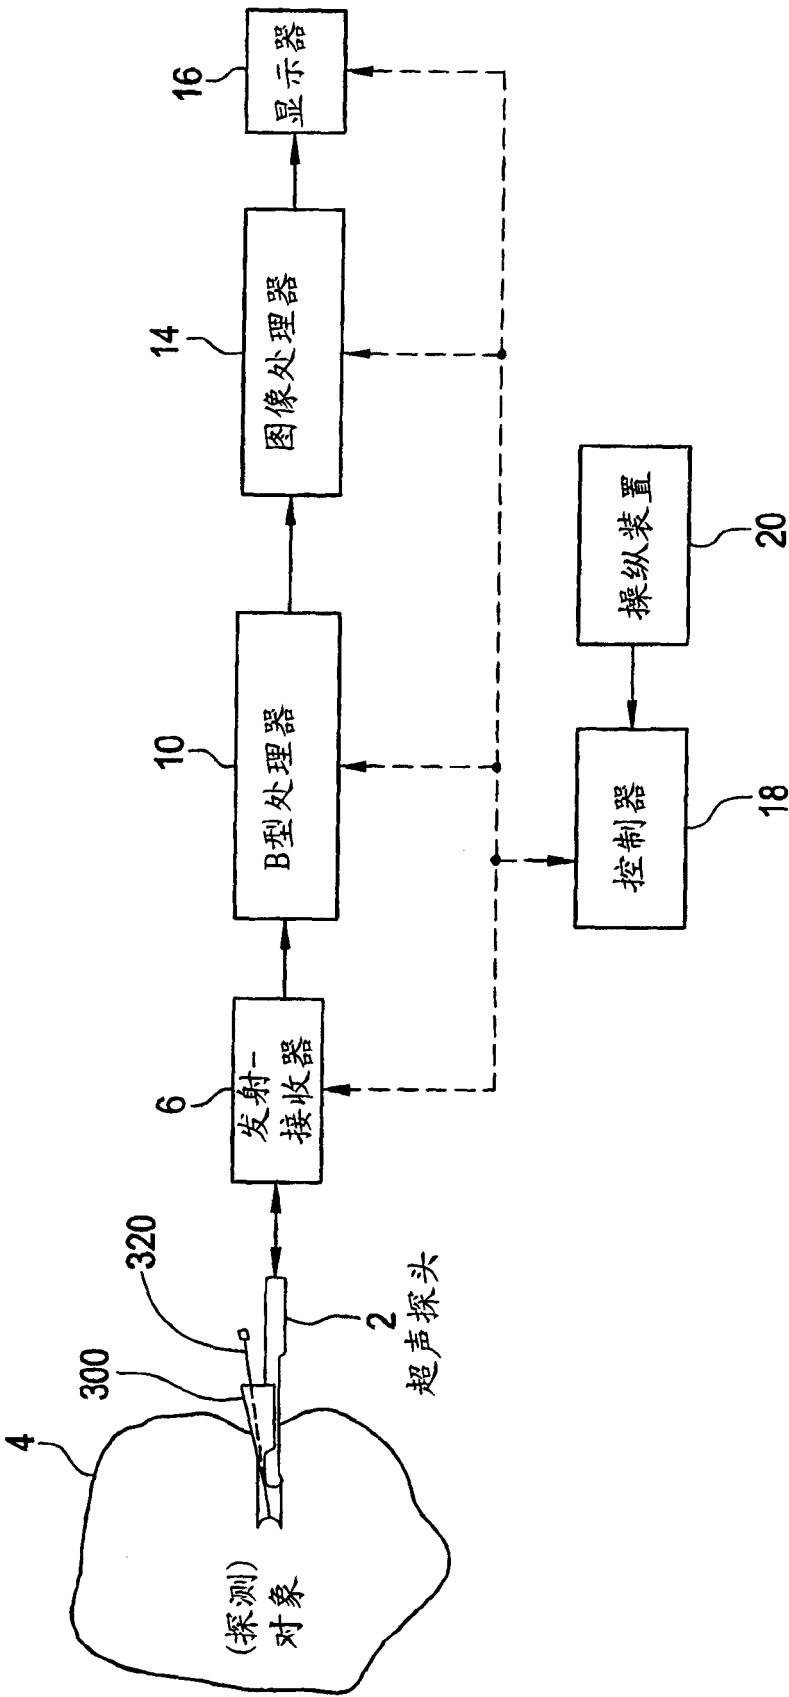 4
(探测)
对象
300
320
2
超声探头
6
发射-
接收器
10
B型处理器
14
图像处理器
16
显示器
18
控制器
20
操纵装置